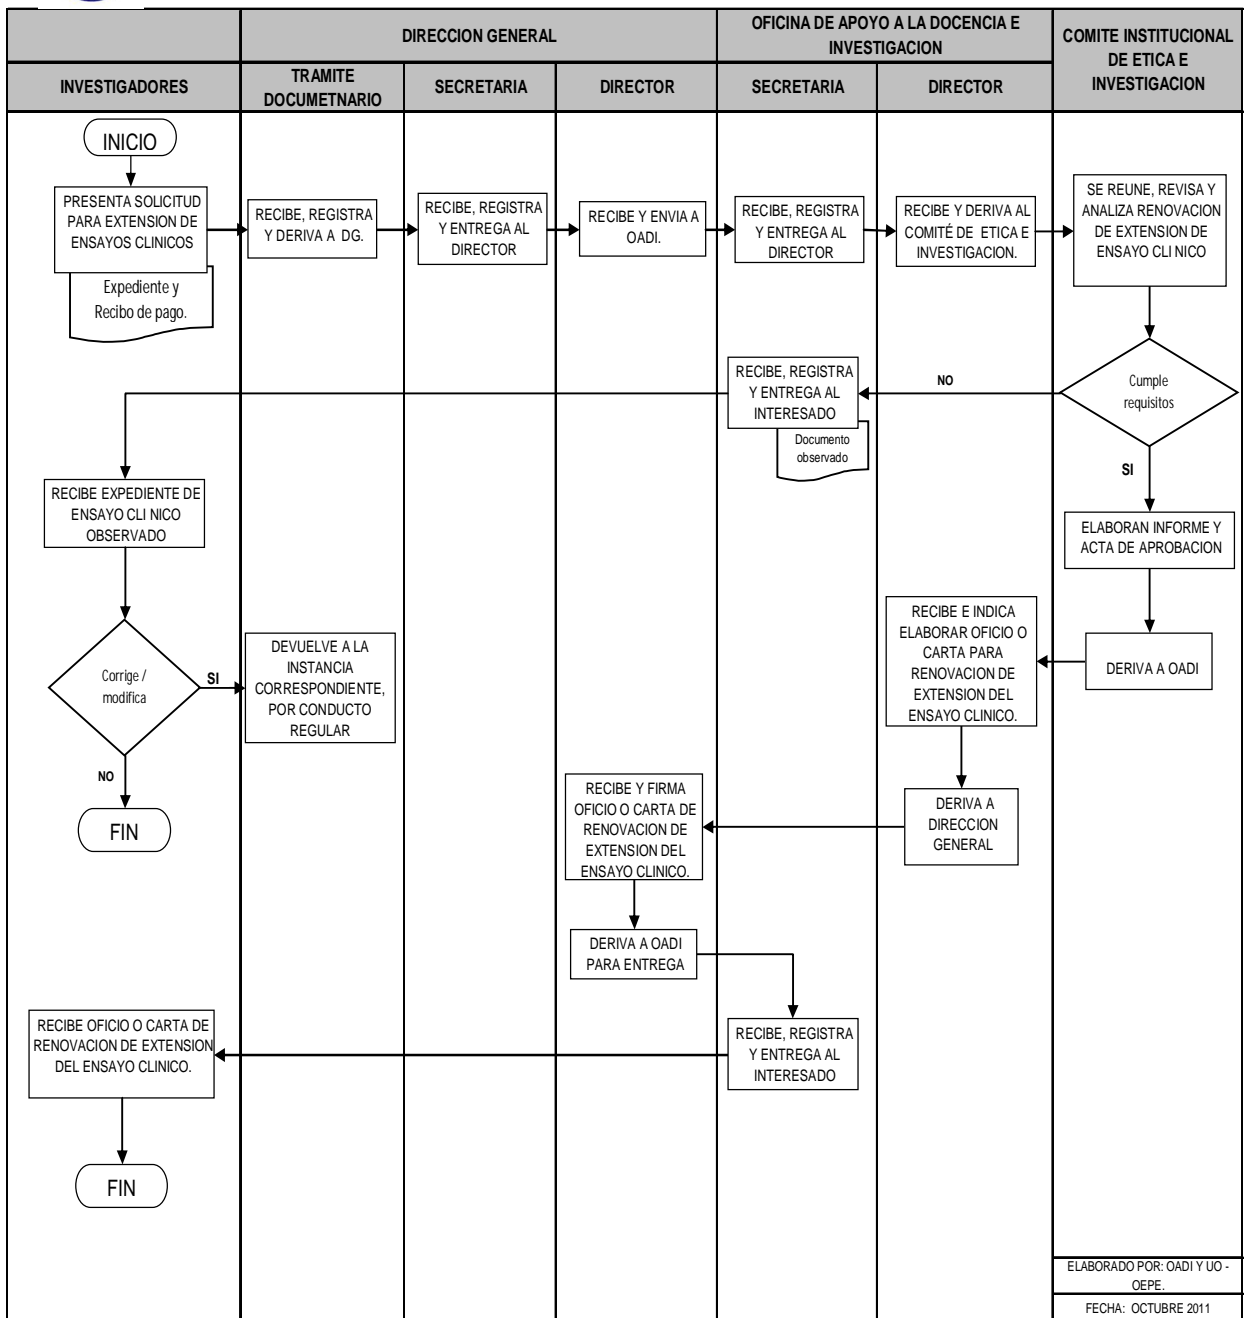 DIRECCION GENERAL
OFICINA DE APOYO A LA DOCENCIA E
INVESTIGACION
COMITE INSTITUCIONAL
DE ETICA E
INVESTIGACION
INVESTIGADORES
TRAMITE
DOCUMETNARIO
SECRETARIA
DIRECTOR
SECRETARIA
DIRECTOR
INICIO
PRESENTA SOLICITUD
PARA EXTENSION DE
ENSAYOS CLINICOS
Expediente y
Recibo de pago.
RECIBE, REGISTRA
Y DERIVA A DG.
RECIBE, REGISTRA
Y ENTREGA AL
DIRECTOR
RECIBE Y ENVIA A
OADI.
RECIBE, REGISTRA
Y ENTREGA AL
DIRECTOR
RECIBE Y DERIVA AL
COMITÉ DE ETICA E
INVESTIGACION.
SE REUNE, REVISA Y
ANALIZA RENOVACION
DE EXTENSION DE
ENSAYO CLI NICO
Cumple
requisitos
NO
RECIBE, REGISTRA
Y ENTREGA AL
INTERESADO
Documento
observado
SI
RECIBE EXPEDIENTE DE
ENSAYO CLI NICO
OBSERVADO
ELABORAN INFORME Y
ACTA DE APROBACION
Corrige /
modifica
SI
DEVUELVE A LA
INSTANCIA
CORRESPONDIENTE,
POR CONDUCTO
REGULAR
RECIBE E INDICA
ELABORAR OFICIO O
CARTA PARA
RENOVACION DE
EXTENSION DEL
ENSAYO CLINICO.
DERIVA A OADI
NO
FIN
RECIBE Y FIRMA
OFICIO O CARTA DE
RENOVACION DE
EXTENSION DEL
ENSAYO CLINICO.
DERIVA A
DIRECCION
GENERAL
DERIVA A OADI
PARA ENTREGA
RECIBE OFICIO O CARTA DE
RENOVACION DE EXTENSION
DEL ENSAYO CLINICO.
RECIBE, REGISTRA
Y ENTREGA AL
INTERESADO
FIN
ELABORADO POR: OADI Y UO -
OEPE.
FECHA: OCTUBRE 2011